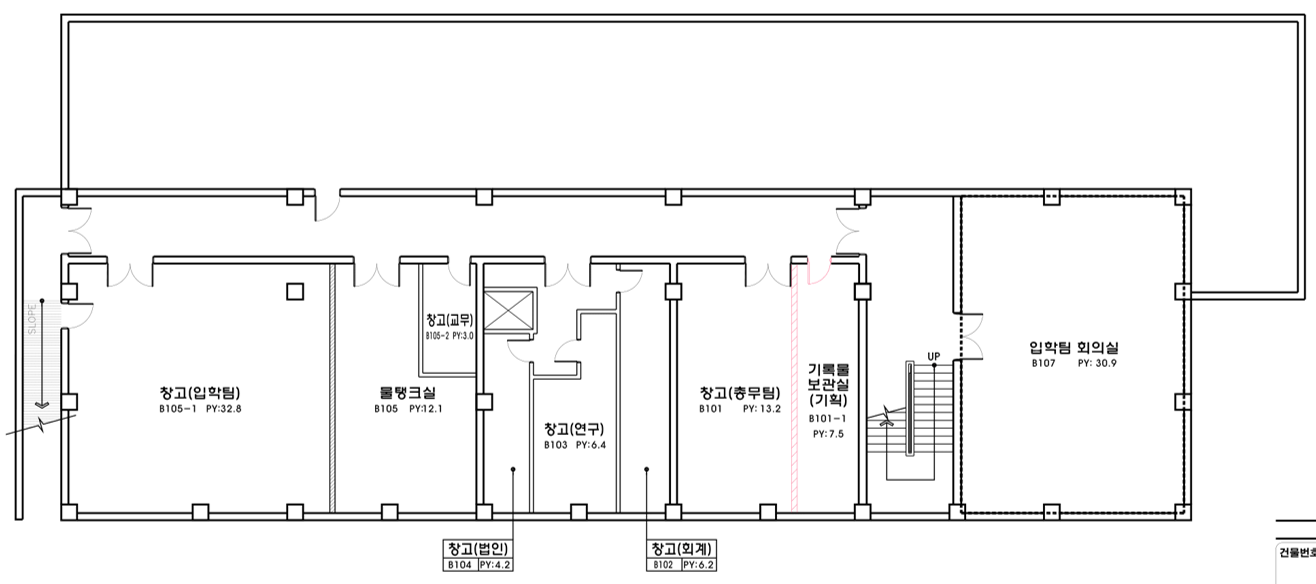 SLOPE
창고(입학팀)
B105-1 PY:32.8
물탱크실
B105 PY:12.1
창고(교무)
B105-2 PY:3.0
창고(연구)
B103 PY:6.4
창고(법인)
B104 PY:4.2
창고(회계)
B102 PY:6.2
창고(총무팀)
B101 PY: 13.2
기록물
보관실
(기획)
B101-1
PY: 7.5
UP
입학팀 회의실
B107 PY: 30.9
건물번호